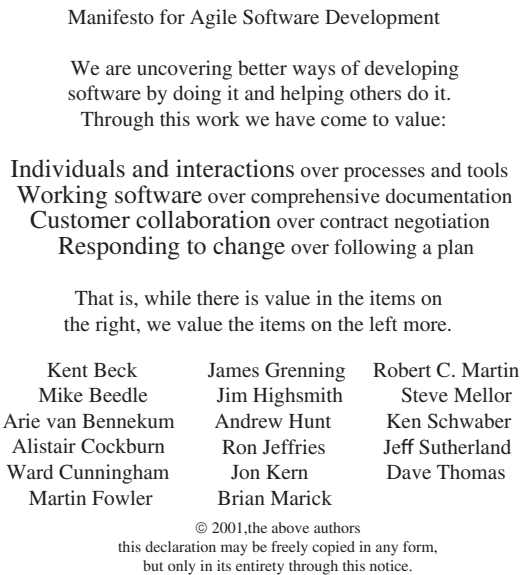 Manifesto for Agile Software Development
We are uncovering better ways of developing
software by doing it and helping others do it.
Through this work we have come to value:
Individuals and interactions over processes and tools
Working software over comprehensive documentation
Customer collaboration over contract negotiation
Responding to change over following a plan
That is, while there is value in the items on
the right, we value the items on the left more.
Kent Beck
Mike Beedle
Arie van Bennekum
Alistair Cockburn
Ward Cunningham
Martin Fowler
James Grenning
Jim Highsmith
Andrew Hunt
Ron Jeffries
Jon Kern
Brian Marick
Robert C. Martin
Steve Mellor
Ken Schwaber
Jeff Sutherland
Dave Thomas
© 2001,the above authors
this declaration may be freely copied in any form,
but only in its entirety through this notice.